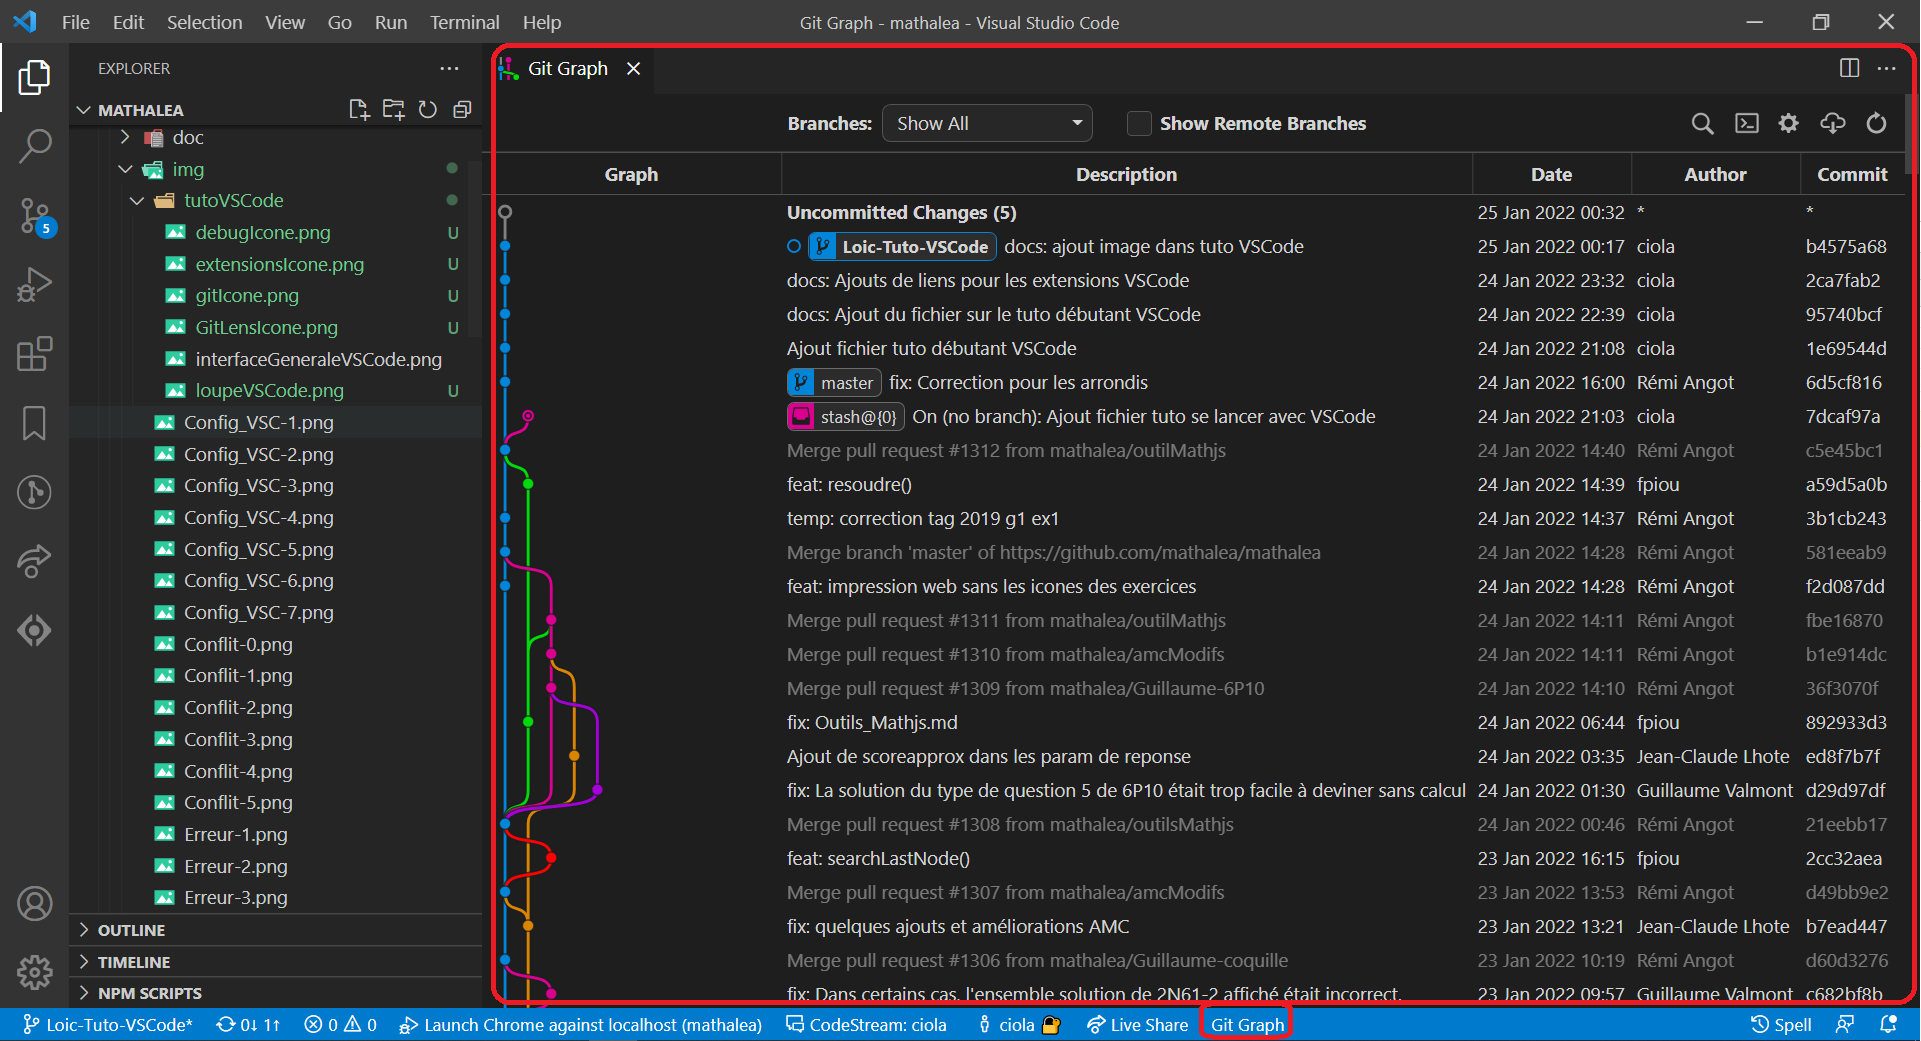 File Edit Selection View Go Run Terminal Help Git Graph - mathalea - Visual Studio Code
EXPLORER
MATHALEA
doc
img
tutoVSCode
debugIcone.png U
extensionsIcone.png U
gitIcone.png U
GitLensIcone.png U
interfaceGeneraleVSCode.png
loupeVSCode.png U
Config_VSC-1.png
Config_VSC-2.png
Config_VSC-3.png
Config_VSC-4.png
Config_VSC-5.png
Config_VSC-6.png
Config_VSC-7.png
Conflit-0.png
Conflit-1.png
Conflit-2.png
Conflit-3.png
Conflit-4.png
Conflit-5.png
Erreur-1.png
Erreur-2.png
Erreur-3.png
OUTLINE
TIMELINE
NPM SCRIPTS
5
Git Graph
Branches: Show All Show Remote Branches
Graph Description Date Author Commit
Uncommitted Changes (5) 25 Jan 2022 00:32 * *
Loic-Tuto-VSCode docs: ajout image dans tuto VSCode 25 Jan 2022 00:17 ciola b4575a68
docs: Ajouts de liens pour les extensions VSCode 24 Jan 2022 23:32 ciola 2ca7fab2
docs: Ajout du fichier sur le tuto débutant VSCode 24 Jan 2022 22:39 ciola 95740bcf
Ajout fichier tuto débutant VSCode 24 Jan 2022 21:08 ciola 1e69544d
master fix: Correction pour les arrondis 24 Jan 2022 16:00 Rémi Angot 6d5cf816
stash@{0} On (no branch): Ajout fichier tuto se lancer avec VSCode 24 Jan 2022 21:03 ciola 7dcaf97a
Merge pull request #1312 from mathalea/outilMathjs 24 Jan 2022 14:40 Rémi Angot c5e45bc1
feat: resoudre() 24 Jan 2022 14:39 fpiou a59d5a0b
temp: correction tag 2019 g1 ex1 24 Jan 2022 14:37 Rémi Angot 3b1cb243
Merge branch 'master' of https://github.com/mathalea/mathalea 24 Jan 2022 14:28 Rémi Angot 581eeab9
feat: impression web sans les icones des exercices 24 Jan 2022 14:28 Rémi Angot f2d087dd
Merge pull request #1311 from mathalea/outilMathjs 24 Jan 2022 14:11 Rémi Angot fbe16870
Merge pull request #1310 from mathalea/amcModifs 24 Jan 2022 14:11 Rémi Angot b1e914dc
Merge pull request #1309 from mathalea/Guillaume-6P10 24 Jan 2022 14:10 Rémi Angot 36f3070f
fix: Outils_Mathjs.md 24 Jan 2022 06:44 fpiou 892933d3
Ajout de scoreapprox dans les param de reponse 24 Jan 2022 03:35 Jean-Claude Lhote ed8f7b7f
fix: La solution du type de question 5 de 6P10 était trop facile à deviner sans calcul 24 Jan 2022 01:30 Guillaume Valmont d29d97df
Merge pull request #1308 from mathalea/outilsMathjs 24 Jan 2022 00:46 Rémi Angot 21eebb17
feat: searchLastNode() 23 Jan 2022 16:15 fpiou 2cc32aea
Merge pull request #1307 from mathalea/amcModifs 23 Jan 2022 13:53 Rémi Angot d49bb9e2
fix: quelques ajouts et améliorations AMC 23 Jan 2022 13:21 Jean-Claude Lhote b7ead447
Merge pull request #1306 from mathalea/Guillaume-coquille 23 Jan 2022 10:19 Rémi Angot d60d3276
fix: Dans certains cas, l'ensemble solution de 2N61-2 affiché était incorrect. 23 Jan 2022 09:57 Guillaume Valmont c682bf8b
Loic-Tuto-VSCode* 0↓ 1↑ 0 0 Launch Chrome against localhost (mathalea) CodeStream: ciola ciola Live Share Git Graph Spell